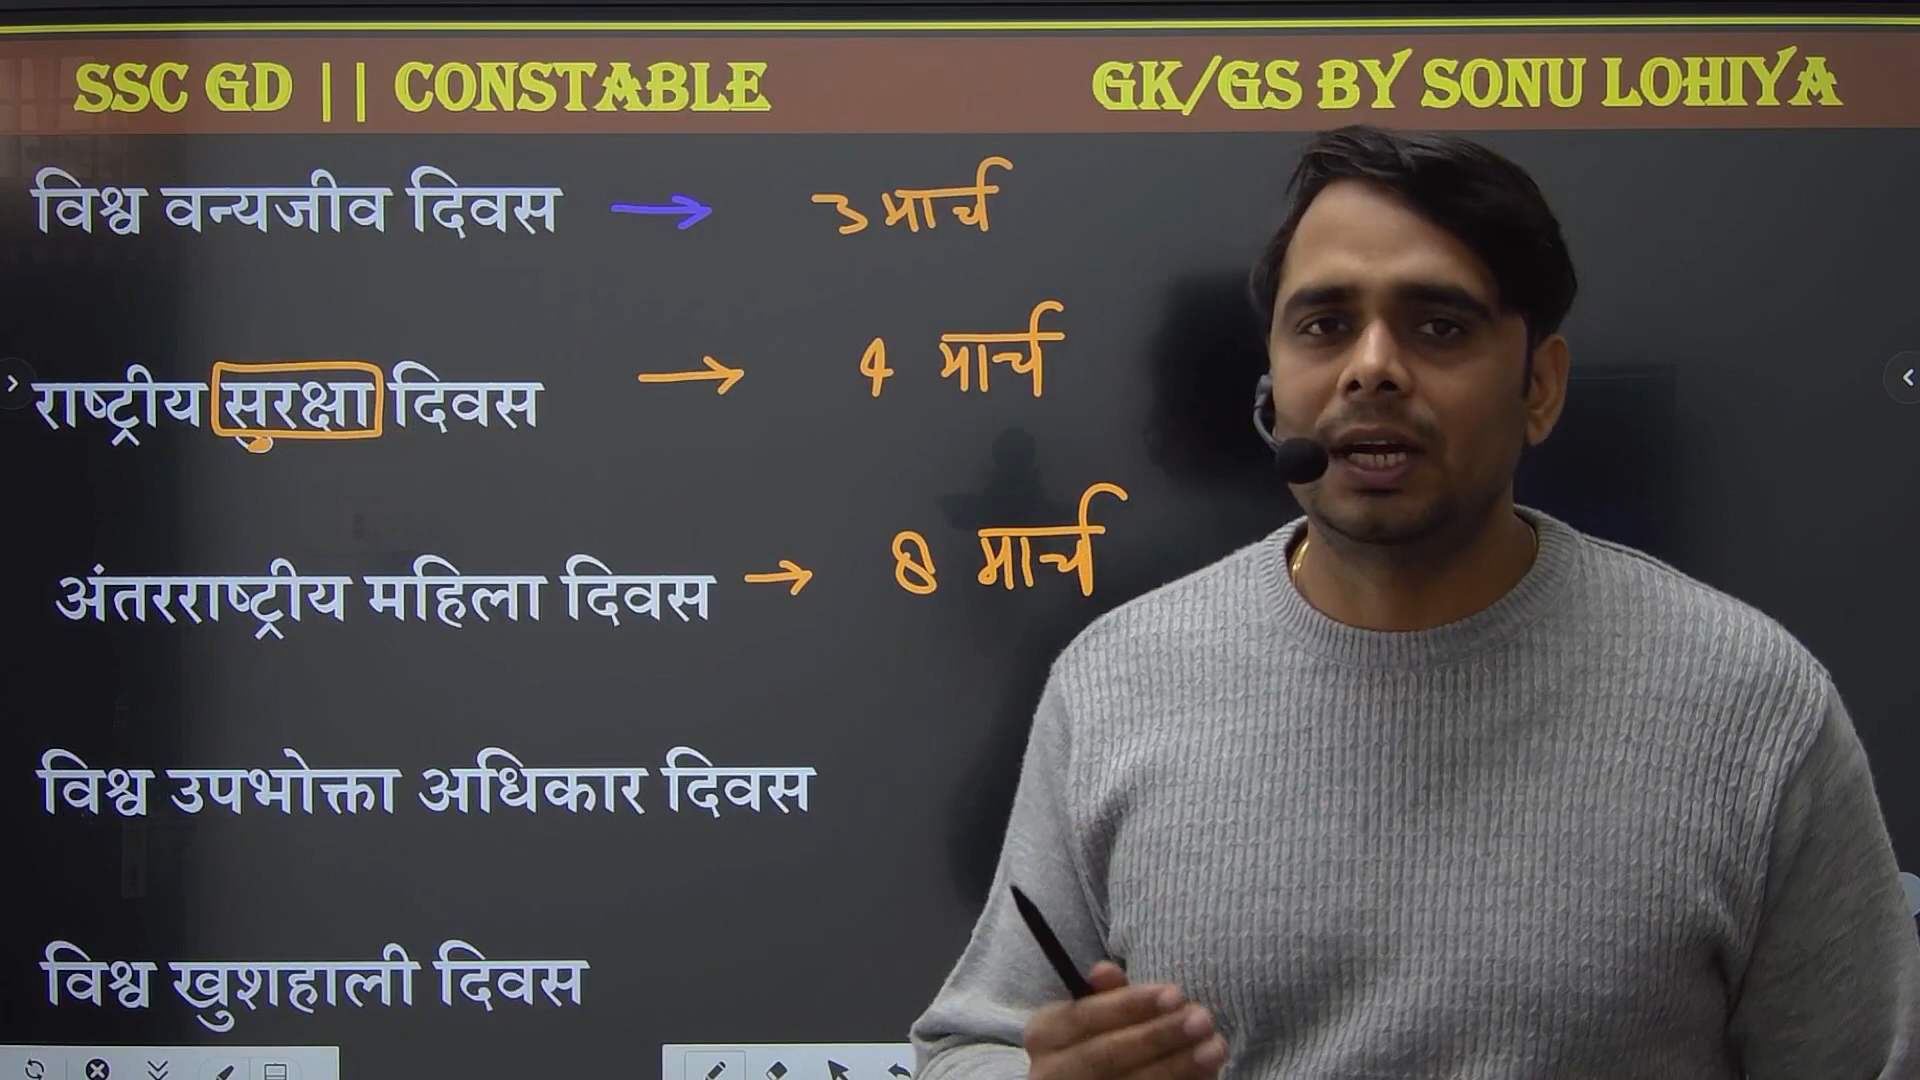 SSC GD || CONSTABLE GK/GS BY SONU LOHIYA
विश्व वन्यजीव दिवस → 3 मार्च
राष्ट्रीय सुरक्षा दिवस → 4 मार्च
अंतरराष्ट्रीय महिला दिवस → 8 मार्च
विश्व उपभोक्ता अधिकार दिवस
विश्व खुशहाली दिवस